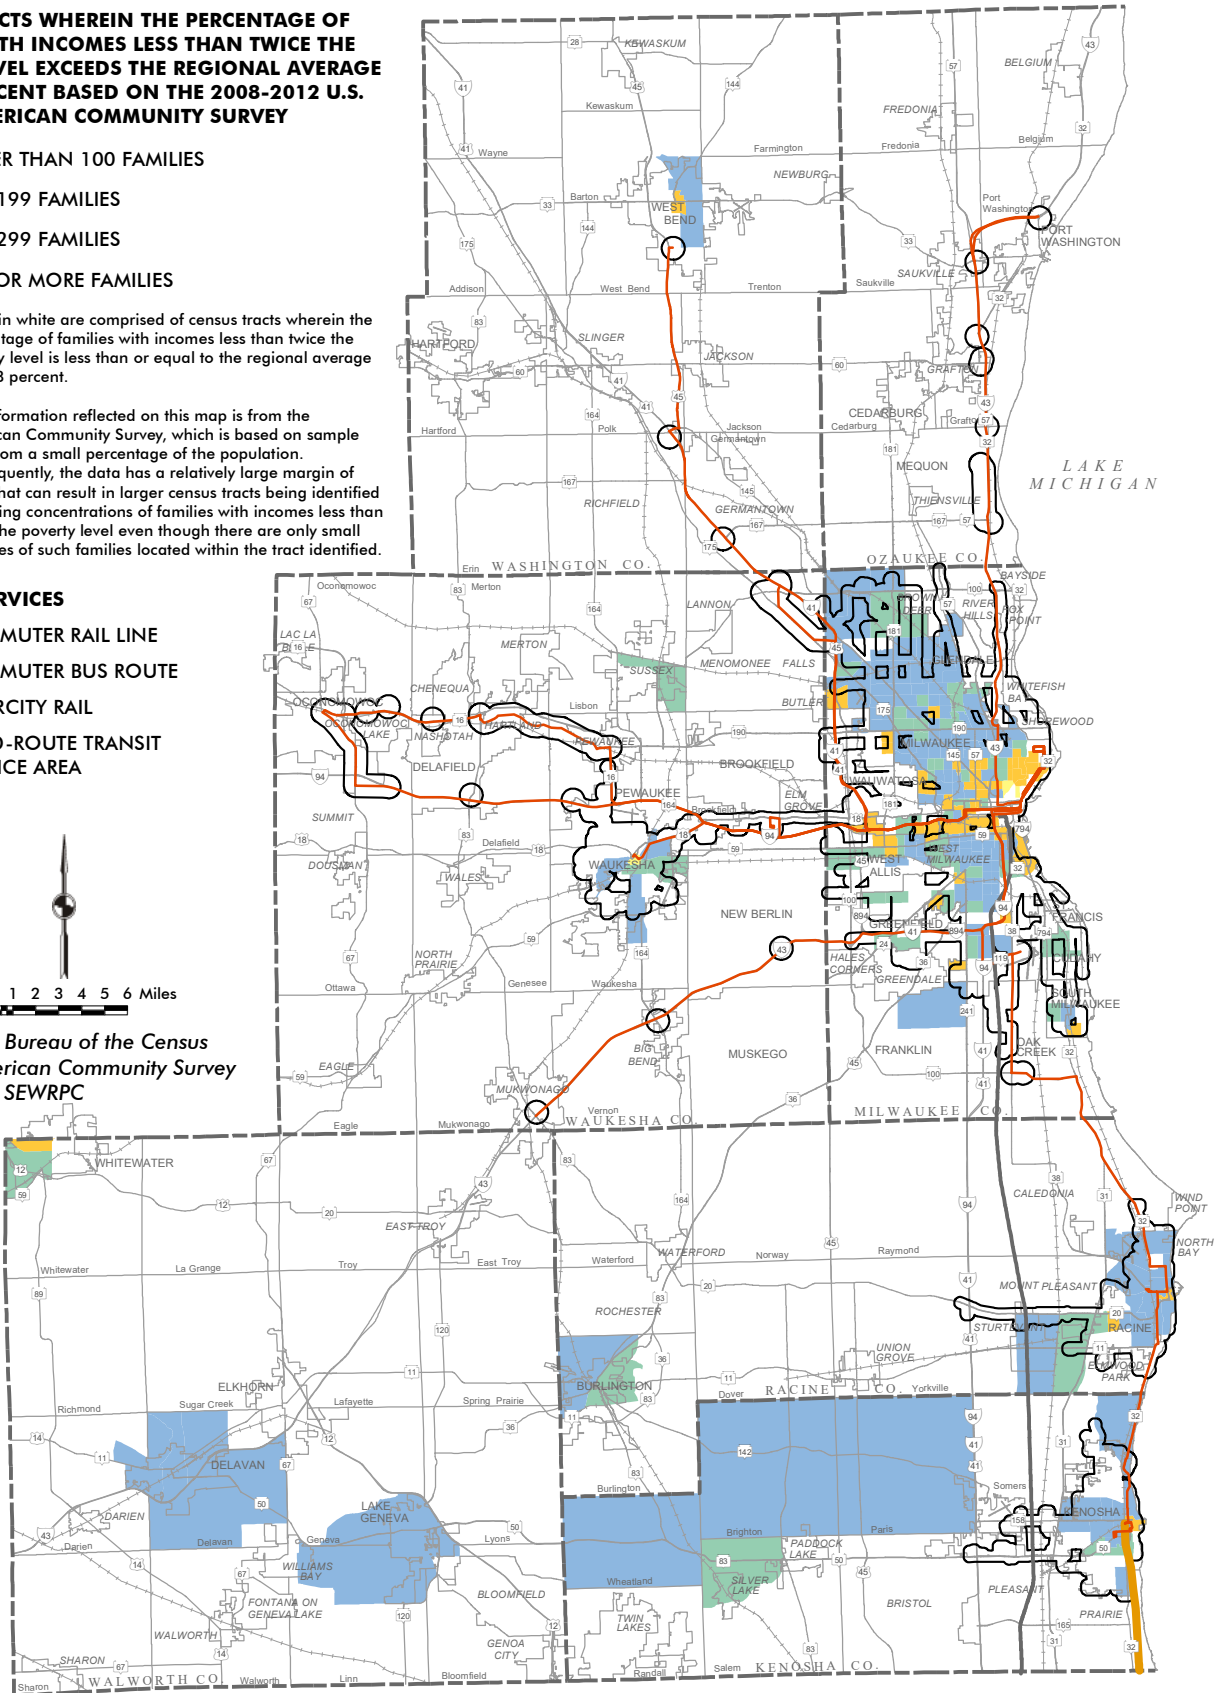 CTS WHEREIN THE PERCENTAGE OF
TH INCOMES LESS THAN TWICE THE
VEL EXCEEDS THE REGIONAL AVERAGE
CENT BASED ON THE 2008-2012 U.S.
ERICAN COMMUNITY SURVEY
ER THAN 100 FAMILIES
199 FAMILIES
299 FAMILIES
OR MORE FAMILIES
in white are comprised of census tracts wherein the
tage of families with incomes less than twice the
y level is less than or equal to the regional average
3 percent.
formation reflected on this map is from the
can Community Survey, which is based on sample
om a small percentage of the population.
quently, the data has a relatively large margin of
hat can result in larger census tracts being identified
ing concentrations of families with incomes less than
he poverty level even though there are only small
es of such families located within the tract identified.
RVICES
MUTER RAIL LINE
MUTER BUS ROUTE
RCITY RAIL
D-ROUTE TRANSIT
ICE AREA
1 2 3 4 5 6 Miles
Bureau of the Census
erican Community Survey
SEWRPC
KEWASKUM
BELGIUM
Kewaskum
FREDONIA
Wayne
Farmington
Fredonia
Belgium
NEWBURG
Barton
WEST
BEND
Port
Washington
PORT
WASHINGTON
SAUKVILLE
Addison
West Bend
Trenton
Saukville
HARTFORD
SLINGER
JACKSON
GRAFTON
CEDARBURG
Cedarburg
Grafton
Hartford
Polk
Jackson
Germantown
MEQUON
LAKE
MICHIGAN
RICHFIELD
GERMANTOWN
THIENSVILLE
Erin
WASHINGTON CO.
OZAUKEE CO.
Oconomowoc
Merton
LANNON
BAYSIDE
BROWN
DEER
RIVER
HILLS
FOX
POINT
LAC LA
BELLE
MERTON
SUSSEX
MENOMONEE FALLS
GLENDALE
CHENEQUA
Lisbon
BUTLER
WHITEFISH
BAY
OCONOMOWOC
OCONOMOWOC
LAKE
NASHOTAH
HARTLAND
PEWAUKEE
SHOREWOOD
MILWAUKEE
DELAFIELD
BROOKFIELD
WAUWATOSA
PEWAUKEE
ELM
GROVE
Brookfield
SUMMIT
Delafield
DOUSMAN
WALES
WAUKESHA
WEST
ALLIS
WEST
MILWAUKEE
NEW BERLIN
GREENFIELD
FRANCIS
NORTH
PRAIRIE
HALES
CORNERS
GREENDALE
CUDAHY
Ottawa
Genesee
Waukesha
SOUTH
MILWAUKEE
EAGLE
BIG
BEND
MUSKEGO
FRANKLIN
OAK
CREEK
MUKWONAGO
Vernon
Eagle
Mukwonago
WAUKESHA CO.
MILWAUKEE CO.
WHITEWATER
CALEDONIA
WIND
POINT
EAST TROY
WATERFORD
NORTH
BAY
Whitewater
La Grange
Troy
East Troy
Waterford
Norway
Raymond
MOUNT PLEASANT
ROCHESTER
STURTEVANT
RACINE
UNION
GROVE
ELMWOOD
PARK
ELKHORN
BURLINGTON
Richmond
Sugar Creek
Lafayette
Spring Prairie
Dover
RACINE CO.
Yorkville
DELAVAN
Burlington
Somers
LAKE
GENEVA
KENOSHA
DARIEN
Darien
Delavan
Geneva
Lyons
Brighton
Paris
PADDOCK
LAKE
WILLIAMS
BAY
Wheatland
SILVER
LAKE
BLOOMFIELD
PLEASANT
PRAIRIE
FONTANA ON
GENEVA LAKE
BRISTOL
WALWORTH
TWIN
LAKES
GENOA
CITY
SHARON
Sharon
WALWORTH CO.
Walworth
Linn
Bloomfield
Randall
Salem
KENOSHA CO.